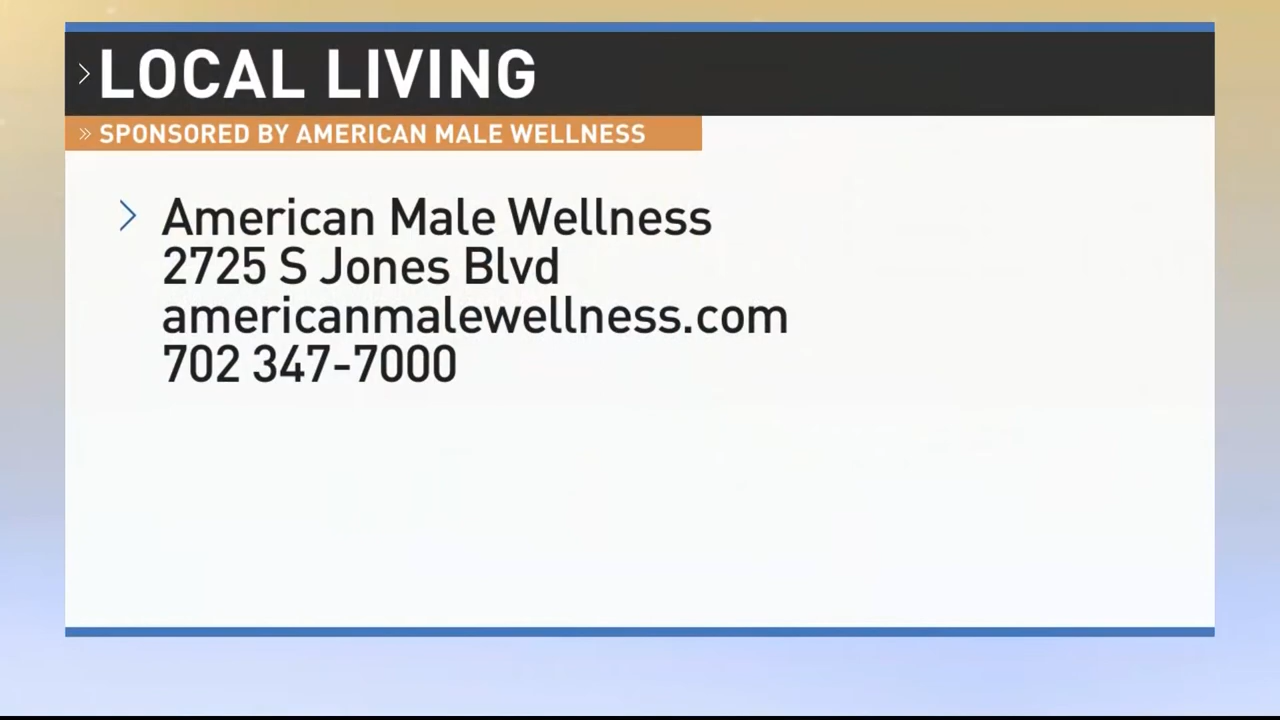 LOCAL LIVING
SPONSORED BY AMERICAN MALE WELLNESS
American Male Wellness
2725 S Jones Blvd
americanmalewellness.com
702 347-7000